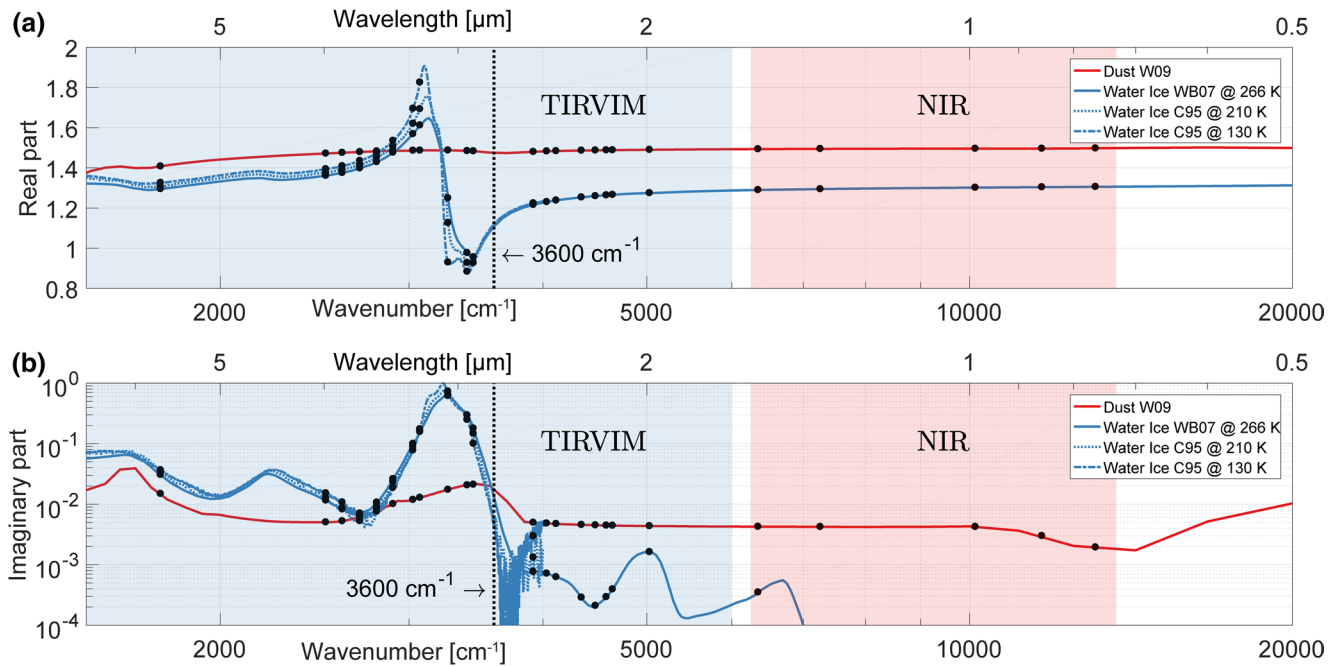 (a)
Wavelength [μm]
5 2 1 0.5
2
1.8
1.6
1.4
1.2
1
0.8
Real part
TIRVIM
NIR
Dust W09
Water Ice WB07 @ 266 K
Water Ice C95 @ 210 K
Water Ice C95 @ 130 K
← 3600 cm⁻¹
2000 5000 10000 20000
Wavenumber [cm⁻¹]
(b)
Wavelength [μm]
5 2 1 0.5
10⁰
10⁻¹
10⁻²
10⁻³
10⁻⁴
Imaginary part
TIRVIM
NIR
Dust W09
Water Ice WB07 @ 266 K
Water Ice C95 @ 210 K
Water Ice C95 @ 130 K
3600 cm⁻¹ →
2000 5000 10000 20000
Wavenumber [cm⁻¹]